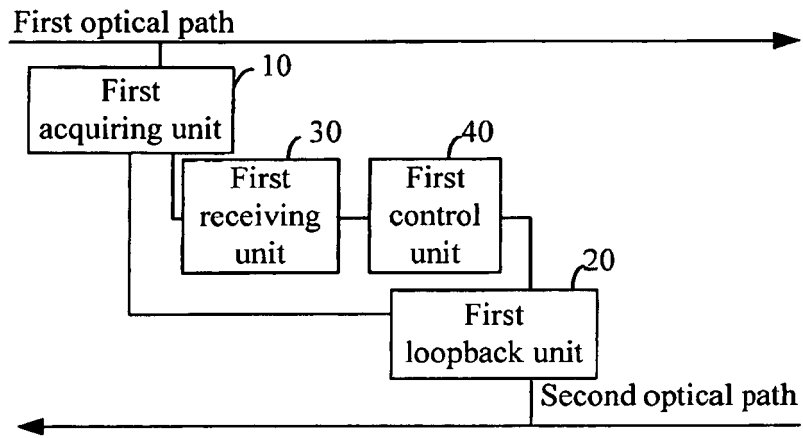 First optical path
10
First
acquiring unit
30
First
receiving
unit
40
First
control
unit
20
First
loopback unit
Second optical path